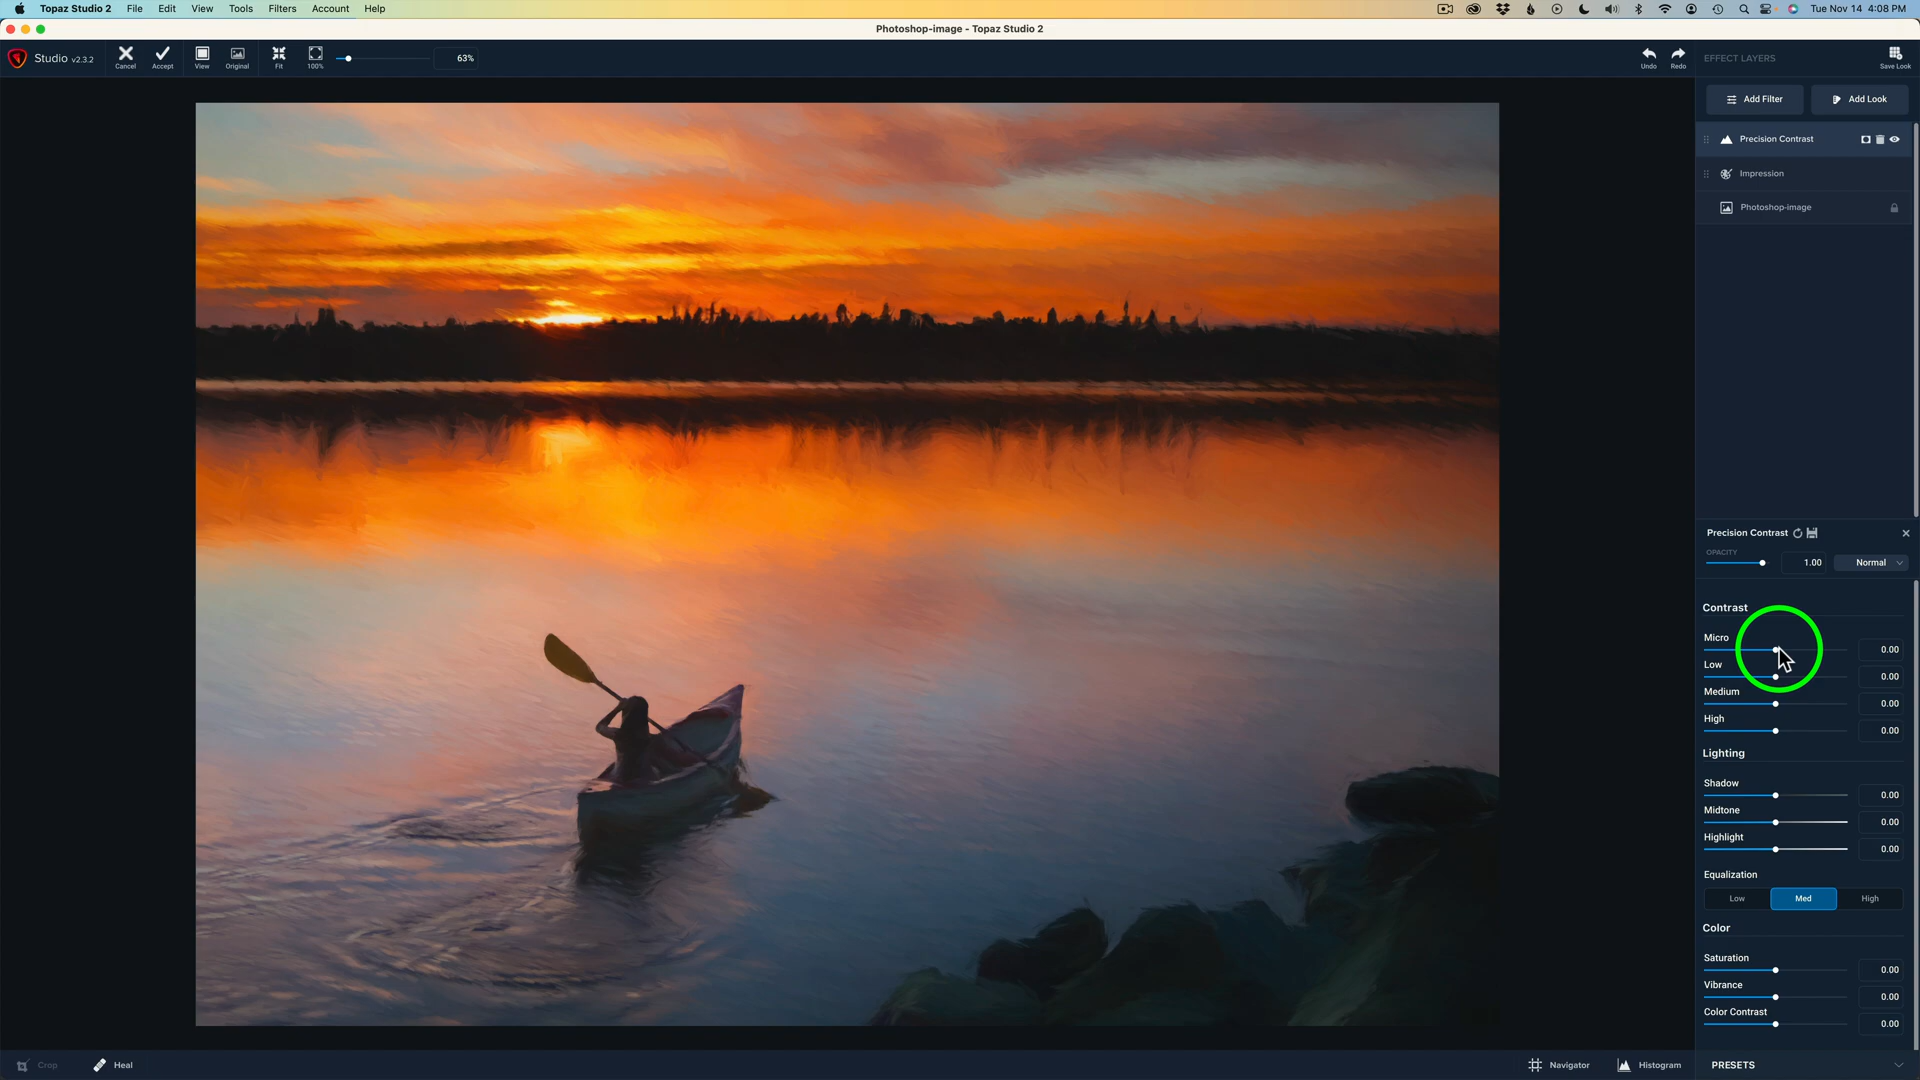 Topaz Studio 2 File Edit View Tools Filters Account Help Tue Nov 14 4:08 PM
Photoshop-image - Topaz Studio 2
Studio v2.3.2 Cancel Accept View Original Fit 100% 63% Undo Redo EFFECT LAYERS Save Look
Add Filter Add Look
Precision Contrast
Impression
Photoshop-image
Precision Contrast
OPACITY
1.00 Normal
Contrast
Micro
0.00
Low
0.00
Medium
0.00
High
0.00
Lighting
Shadow
0.00
Midtone
0.00
Highlight
0.00
Equalization
Low Med High
Color
Saturation
0.00
Vibrance
0.00
Color Contrast
0.00
Crop Heal Navigator Histogram PRESETS